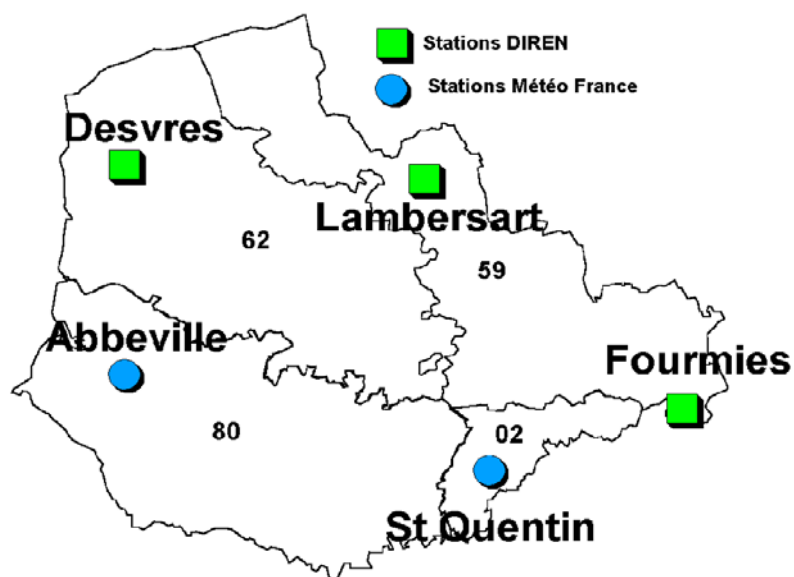 Stations DIREN
Stations Météo France
Desvres
Lambersart
62
59
Abbeville
Fourmies
80
02
St Quentin